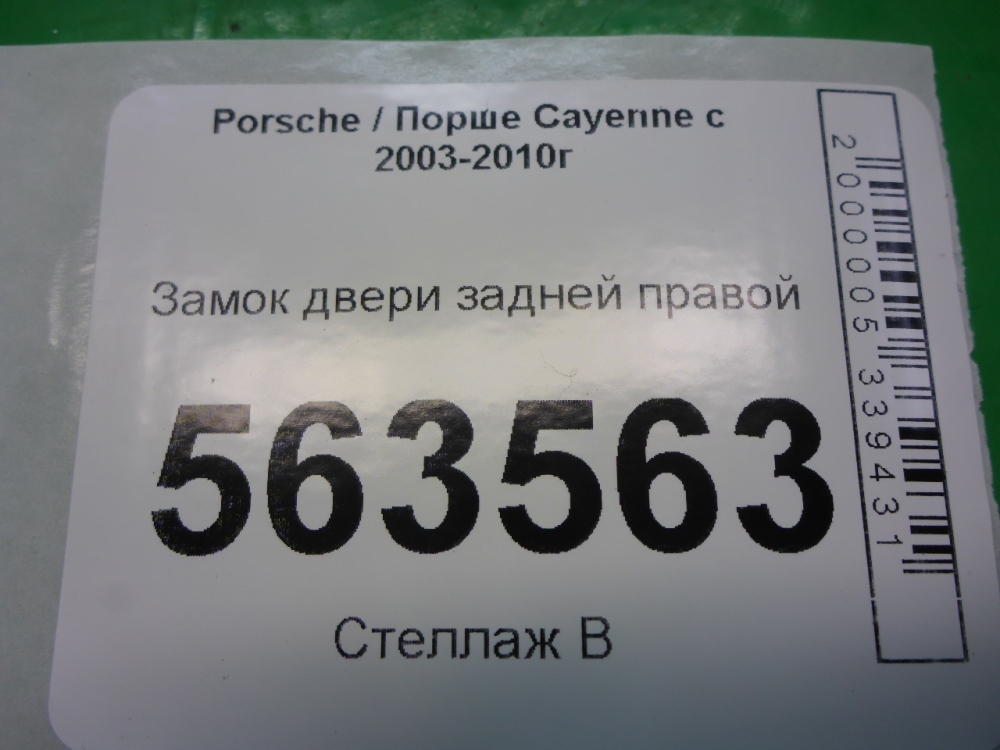 Porsche / Порше Cayenne с
2003-2010г
Замок двери задней правой
563563
Стеллаж В
2000005339431